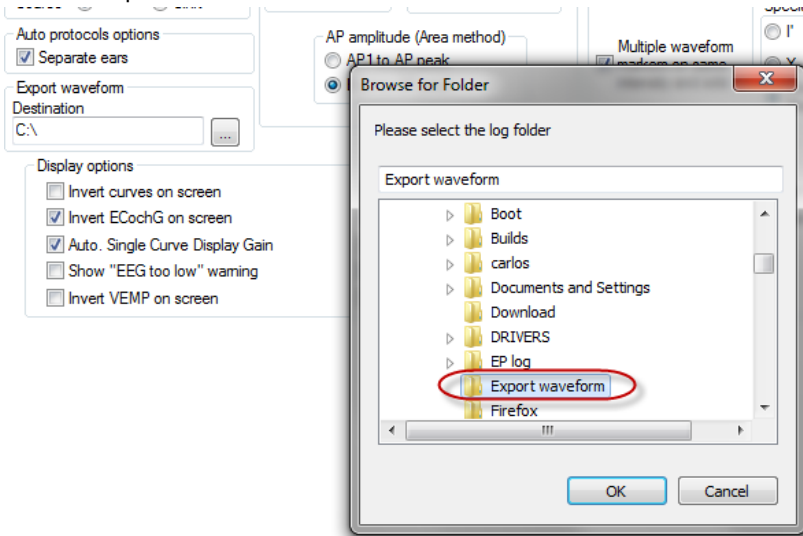 Auto protocols options
Separate ears
Export waveform
Destination
C:\
...
AP amplitude (Area method)
AP1 to AP peak
Multiple waveform
markers on same
I'
X
Display options
Invert curves on screen
Invert ECochG on screen
Auto. Single Curve Display Gain
Show "EEG too low" warning
Invert VEMP on screen
Browse for Folder
Please select the log folder
Export waveform
Boot
Builds
carlos
Documents and Settings
Download
DRIVERS
EP log
Export waveform
Firefox
OK
Cancel